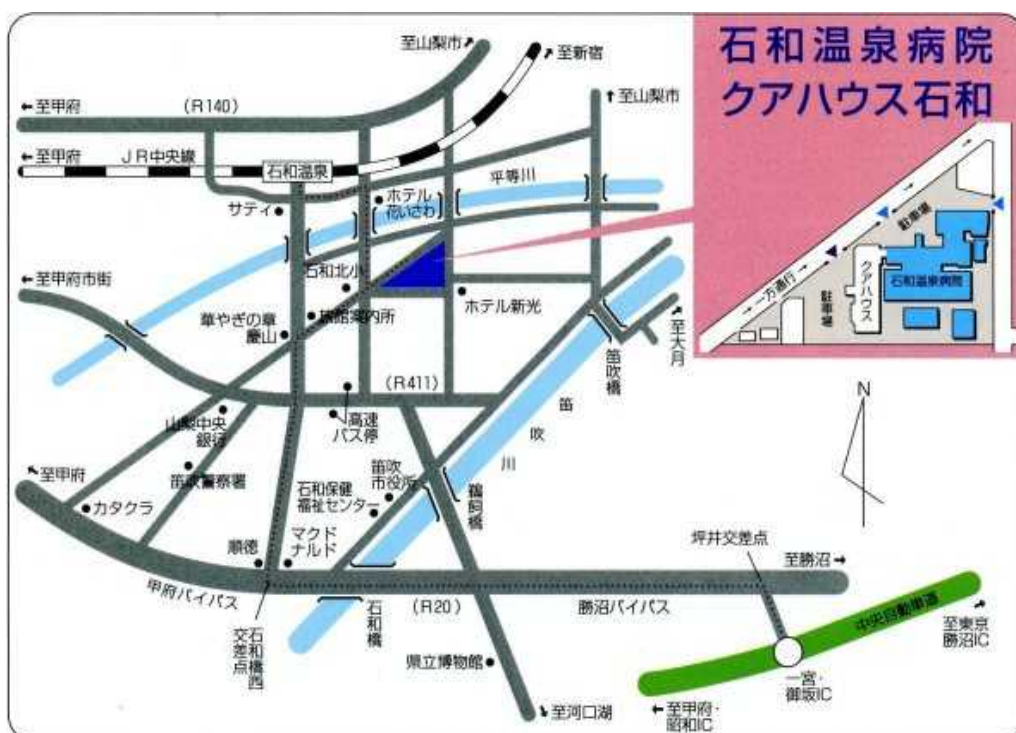 石和温泉病院
クアハウス石和
至山梨市
至新宿
←至甲府
(R140)
↑至山梨市
←至甲府
JR中央線
石和温泉
平等川
サティ
ホテル
花いさわ
駐車場
一方通行
クアハウス
石和温泉病院
駐車場
←至甲府市街
石和北小
旅館案内所
ホテル新光
華やぎの章
慶山
至大月
笛吹橋
(R411)
高速
バス停
笛吹川
N
山梨中央
銀行
笛吹警察署
至甲府
カタクラ
笛吹
市役所
石和保健
福祉センター
鵜飼橋
マクド
ナルド
順徳
坪井交差点
至勝沼→
甲府バイパス
(R20)
勝沼バイパス
石和橋
石和橋西
交差点
中央自動車道
至東京・
勝沼IC
県立博物館
一宮・
御坂IC
←至甲府・
昭和IC
至河口湖